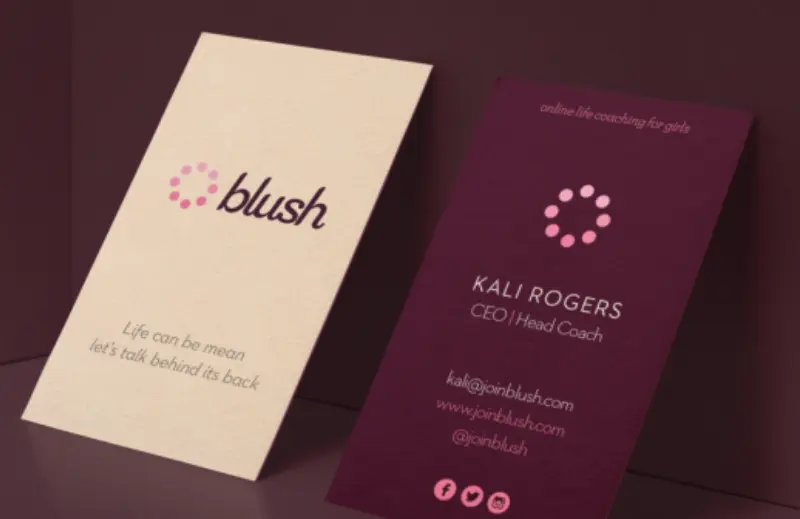 blush
Life can be mean
let's talk behind its back
online life coaching for girls
KALI ROGERS
CEO | Head Coach
kali@joinblush.com
www.joinblush.com
@joinblush